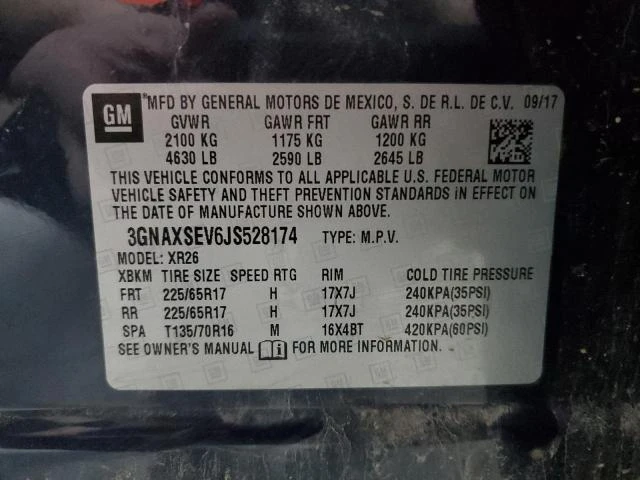 GM
MFD BY GENERAL MOTORS DE MEXICO, S. DE R.L. DE C.V. 09/17
GVWR GAWR FRT GAWR RR
2100 KG 1175 KG 1200 KG
4630 LB 2590 LB 2645 LB
THIS VEHICLE CONFORMS TO ALL APPLICABLE U.S. FEDERAL MOTOR
VEHICLE SAFETY AND THEFT PREVENTION STANDARDS IN EFFECT ON
THE DATE OF MANUFACTURE SHOWN ABOVE.
3GNAXSEV6JS528174 TYPE: M.P.V.
MODEL: XR26
XBKM TIRE SIZE SPEED RTG RIM COLD TIRE PRESSURE
FRT 225/65R17 H 17X7J 240KPA(35PSI)
RR 225/65R17 H 17X7J 240KPA(35PSI)
SPA T135/70R16 M 16X4BT 420KPA(60PSI)
SEE OWNER'S MANUAL FOR MORE INFORMATION.